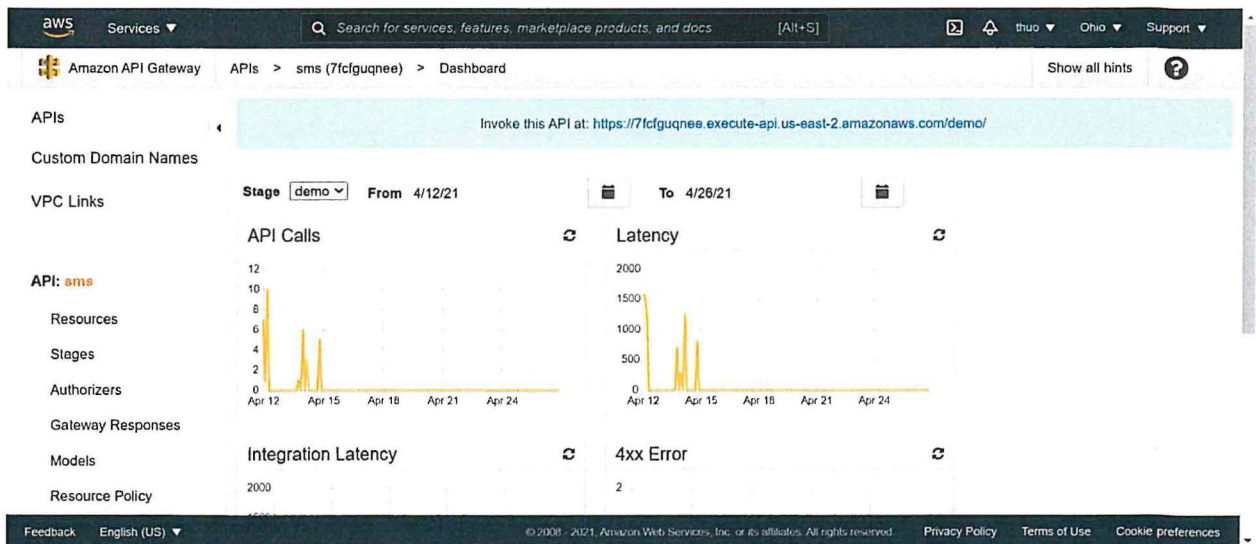 aws Services ▼ Search for services, features, marketplace products, and docs [Alt+S] thuo ▼ Ohio ▼ Support ▼
Amazon API Gateway APIs > sms (7fcfguqnee) > Dashboard Show all hints ?
APIs
Invoke this API at: https://7fcfguqnee.execute-api.us-east-2.amazonaws.com/demo/
Custom Domain Names
VPC Links
Stage demo From 4/12/21 To 4/26/21
API: sms
Resources
Stages
Authorizers
Gateway Responses
Models
Resource Policy
API Calls
12
10
8
6
4
2
0
Apr 12 Apr 15 Apr 18 Apr 21 Apr 24
Latency
2000
1500
1000
500
0
Apr 12 Apr 15 Apr 18 Apr 21 Apr 24
Integration Latency
2000
4xx Error
2
Feedback English (US) ▼ © 2008 - 2021, Amazon Web Services, Inc. or its affiliates. All rights reserved. Privacy Policy Terms of Use Cookie preferences